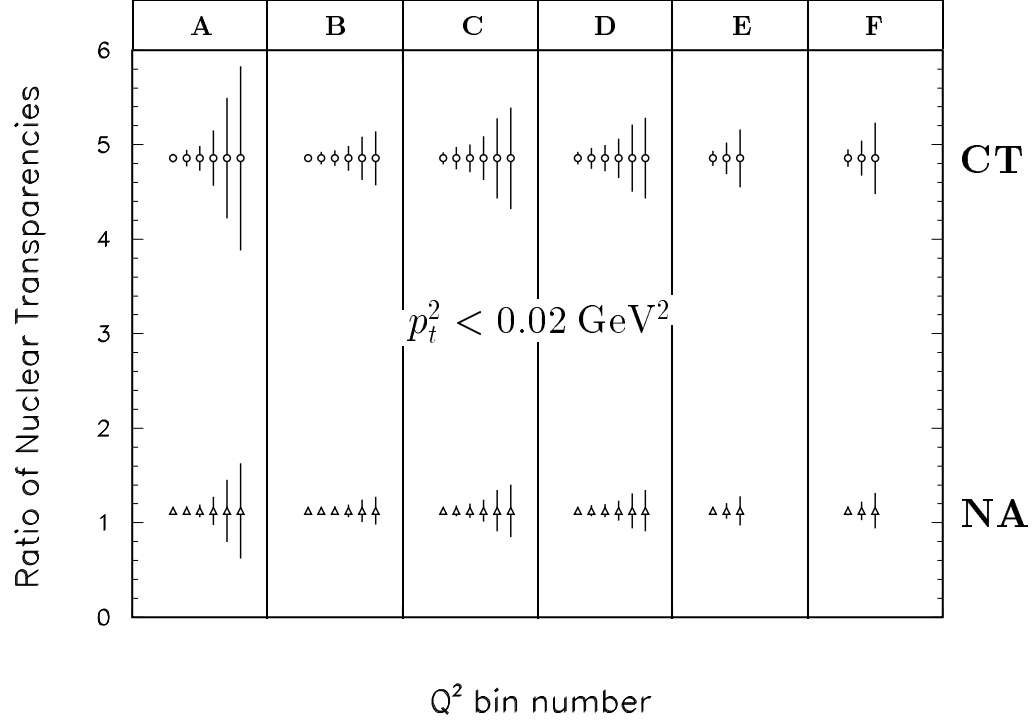 A B C D E F
6
5
4
3
2
1
0
CT
NA
p_t^2 < 0.02 GeV^2
Ratio of Nuclear Transparencies
Q^2 bin number